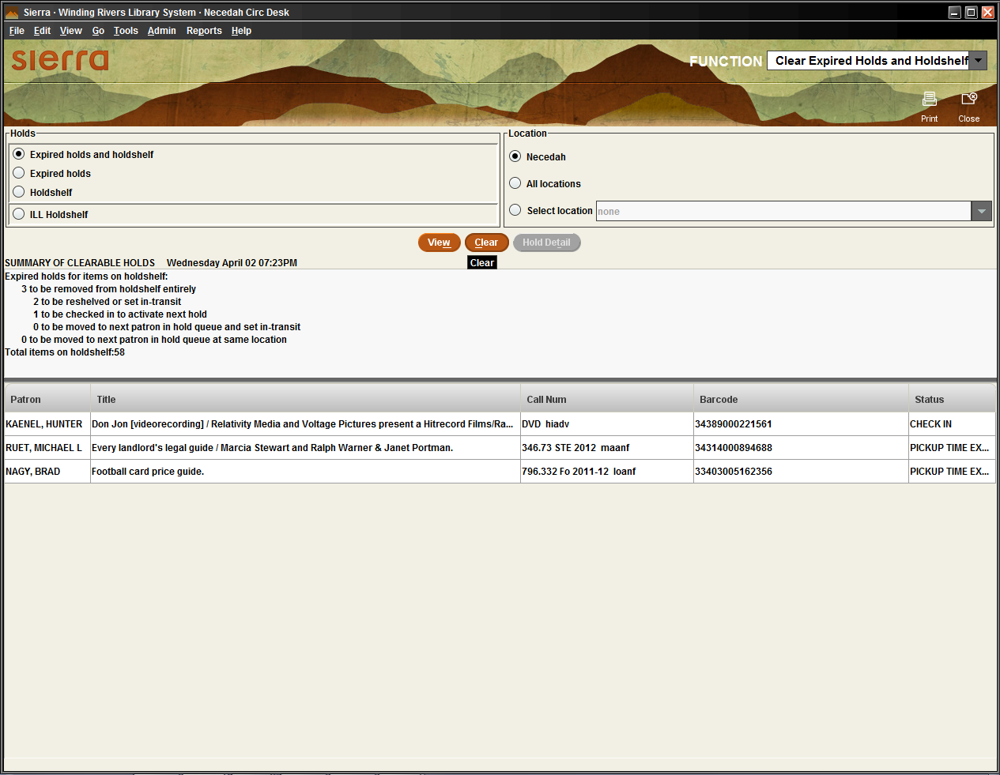 Sierra · Winding Rivers Library System · Necedah Circ Desk
File Edit View Go Tools Admin Reports Help
sierra
FUNCTION Clear Expired Holds and Holdshelf
Print Close
Holds
Expired holds and holdshelf
Expired holds
Holdshelf
ILL Holdshelf
Location
Necedah
All locations
Select location none
View Clear Hold Detail
SUMMARY OF CLEARABLE HOLDS Wednesday April 02 07:23PM
Clear
Expired holds for items on holdshelf:
3 to be removed from holdshelf entirely
2 to be reshelved or set in-transit
1 to be checked in to activate next hold
0 to be moved to next patron in hold queue and set in-transit
0 to be moved to next patron in hold queue at same location
Total items on holdshelf:58
Patron Title Call Num Barcode Status
KAENEL, HUNTER Don Jon [videorecording] / Relativity Media and Voltage Pictures present a Hitrecord Films/Ra... DVD hiadv 34389000221561 CHECK IN
RUET, MICHAEL L Every landlord's legal guide / Marcia Stewart and Ralph Warner & Janet Portman. 346.73 STE 2012 maanf 34314000894688 PICKUP TIME EX...
NAGY, BRAD Football card price guide. 796.332 Fo 2011-12 loanf 33403005162356 PICKUP TIME EX...